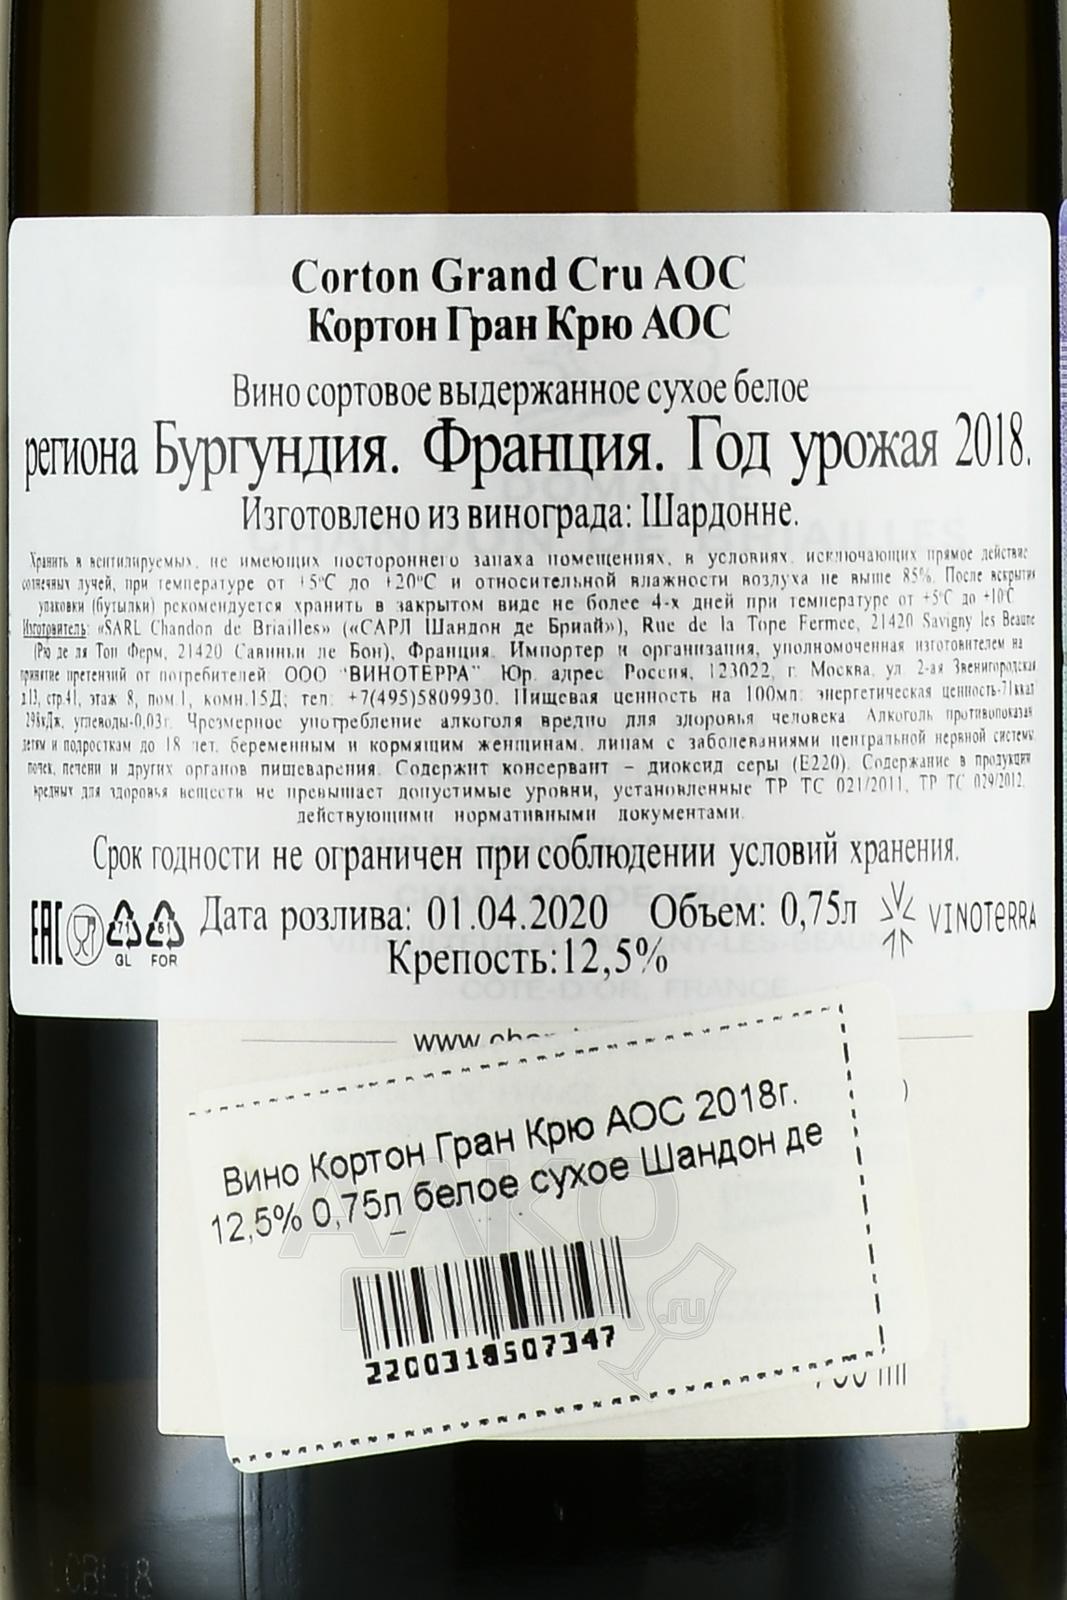 Corton Grand Cru AOC
Кортон Гран Крю АОС
Вино сортовое выдержанное сухое белое
региона Бургундия. Франция. Год урожая 2018.
Изготовлено из винограда: Шардонне.
Хранить в вентилируемых, не имеющих постороннего запаха помещениях, в условиях, исключающих прямое действие
солнечных лучей, при температуре от +5°С до +20°С и относительной влажности воздуха не выше 85%. После вскрытия
упаковки (бутылки) рекомендуется хранить в закрытом виде не более 4-х дней при температуре от +5°С до +10°С
Изготовитель: «SARL Chandon de Briailles» («САРЛ Шандон де Бриай»), Rue de la Tope Fermee, 21420 Savigny les Beaune
(Рю де ля Топ Ферм, 21420 Савиньи ле Бон), Франция. Импортер и организация, уполномоченная изготовителем на
принятие претензий от потребителей: ООО "ВИНОТЕРРА" Юр. адрес: Россия, 123022, г. Москва, ул. 2-ая Звенигородская
д.13, стр.41, этаж 8, пом.1, комн.15Д; тел: +7(495)5809930. Пищевая ценность на 100мл: энергетическая ценность-71ккал
298кДж, углеводы-0,03г. Чрезмерное употребление алкоголя вредно для здоровья человека. Алкоголь противопоказан
детям и подросткам до 18 лет, беременным и кормящим женщинам, лицам с заболеваниями центральной нервной системы,
почек, печени и других органов пищеварения. Содержит консервант – диоксид серы (Е220). Содержание в продукции
вредных для здоровья веществ не превышает допустимые уровни, установленные ТР ТС 021/2011, ТР ТС 029/2012,
действующими нормативными документами.
Срок годности не ограничен при соблюдении условий хранения.
EAC 71 GL 61 FOR Дата розлива: 01.04.2020 Объем: 0,75л VINOTERRA
Крепость:12,5%
www.
Вино Кортон Гран Крю АОС 2018г.
12,5% 0,75л белое сухое Шандон де
2200318507347
АЛКО
ПЛАЗА.ru
LCBL18